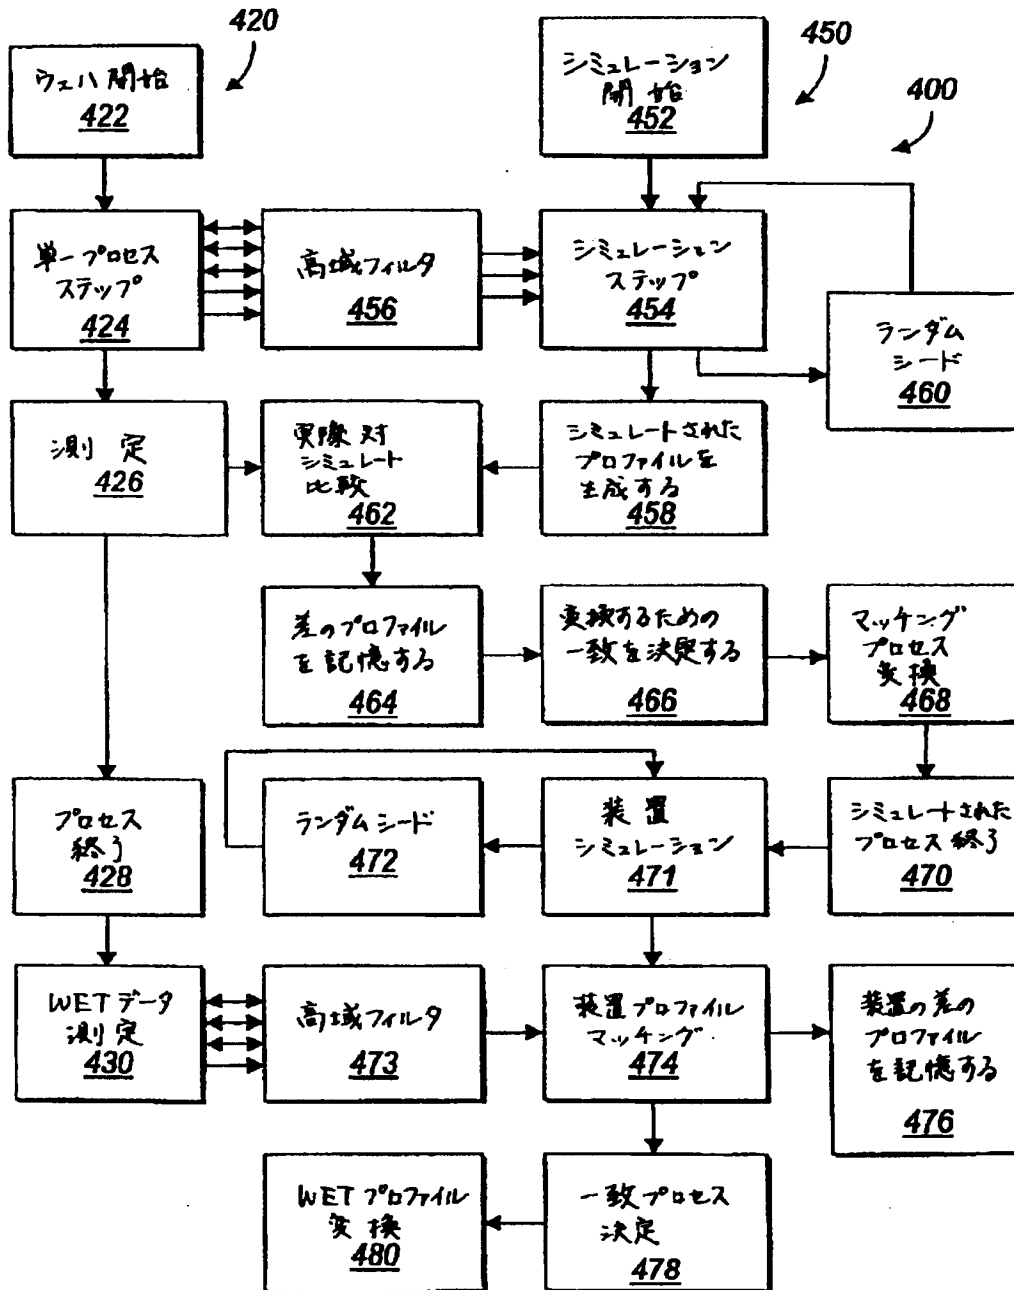 420
ウェハ開始
422
450
シミュレーション
開始
452
400
単一プロセス
ステップ
424
高域フィルタ
456
シミュレーション
ステップ
454
ランダム
シード
460
測定
426
実際対
シミュレート
比較
462
シミュレートされた
プロファイルを
生成する
458
差のプロファイル
を記憶する
464
変換するための
一致を決定する
466
マッチング
プロセス
変換
468
プロセス
終了
428
ランダムシード
472
装置
シミュレーション
471
シミュレートされた
プロセス終了
470
WETデータ
測定
430
高域フィルタ
473
装置プロファイル
マッチング
474
装置の差の
プロファイル
を記憶する
476
WETプロファイル
変換
480
一致プロセス
決定
478